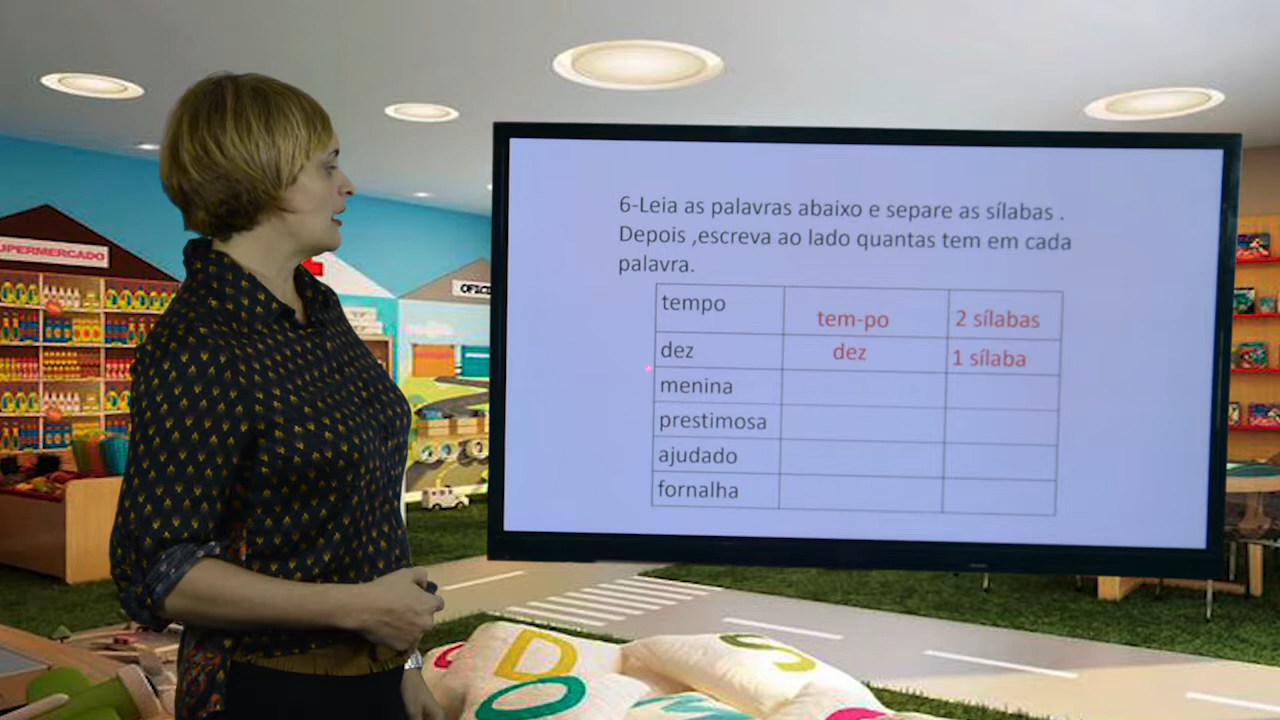 UPERMERCADO
OFICI
6-Leia as palavras abaixo e separe as sílabas .
Depois ,escreva ao lado quantas tem em cada
palavra.
tempo tem-po 2 sílabas
dez dez 1 sílaba
menina
prestimosa
ajudado
fornalha
D
S
O